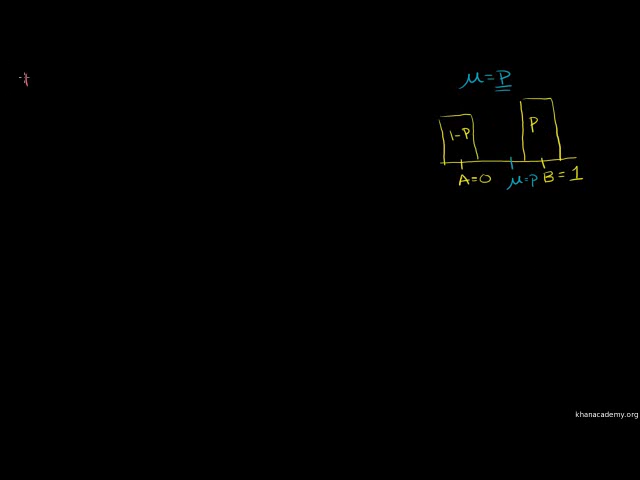 μ = P
1-P
P
A=0
μ=p
B=1
khanacademy.org